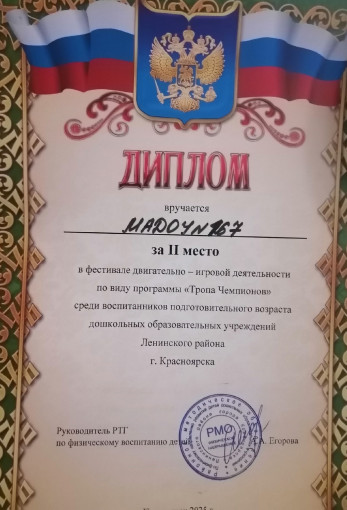 ДИПЛОМ
вручается
МАДОУ № 167
за II место
в фестивале двигательно – игровой деятельности
по виду программы «Тропа Чемпионов»
среди воспитанников подготовительного возраста
дошкольных образовательных учреждений
Ленинского района
г. Красноярска
Руководитель РТГ
по физическому воспитанию детей
Егорова
РМО